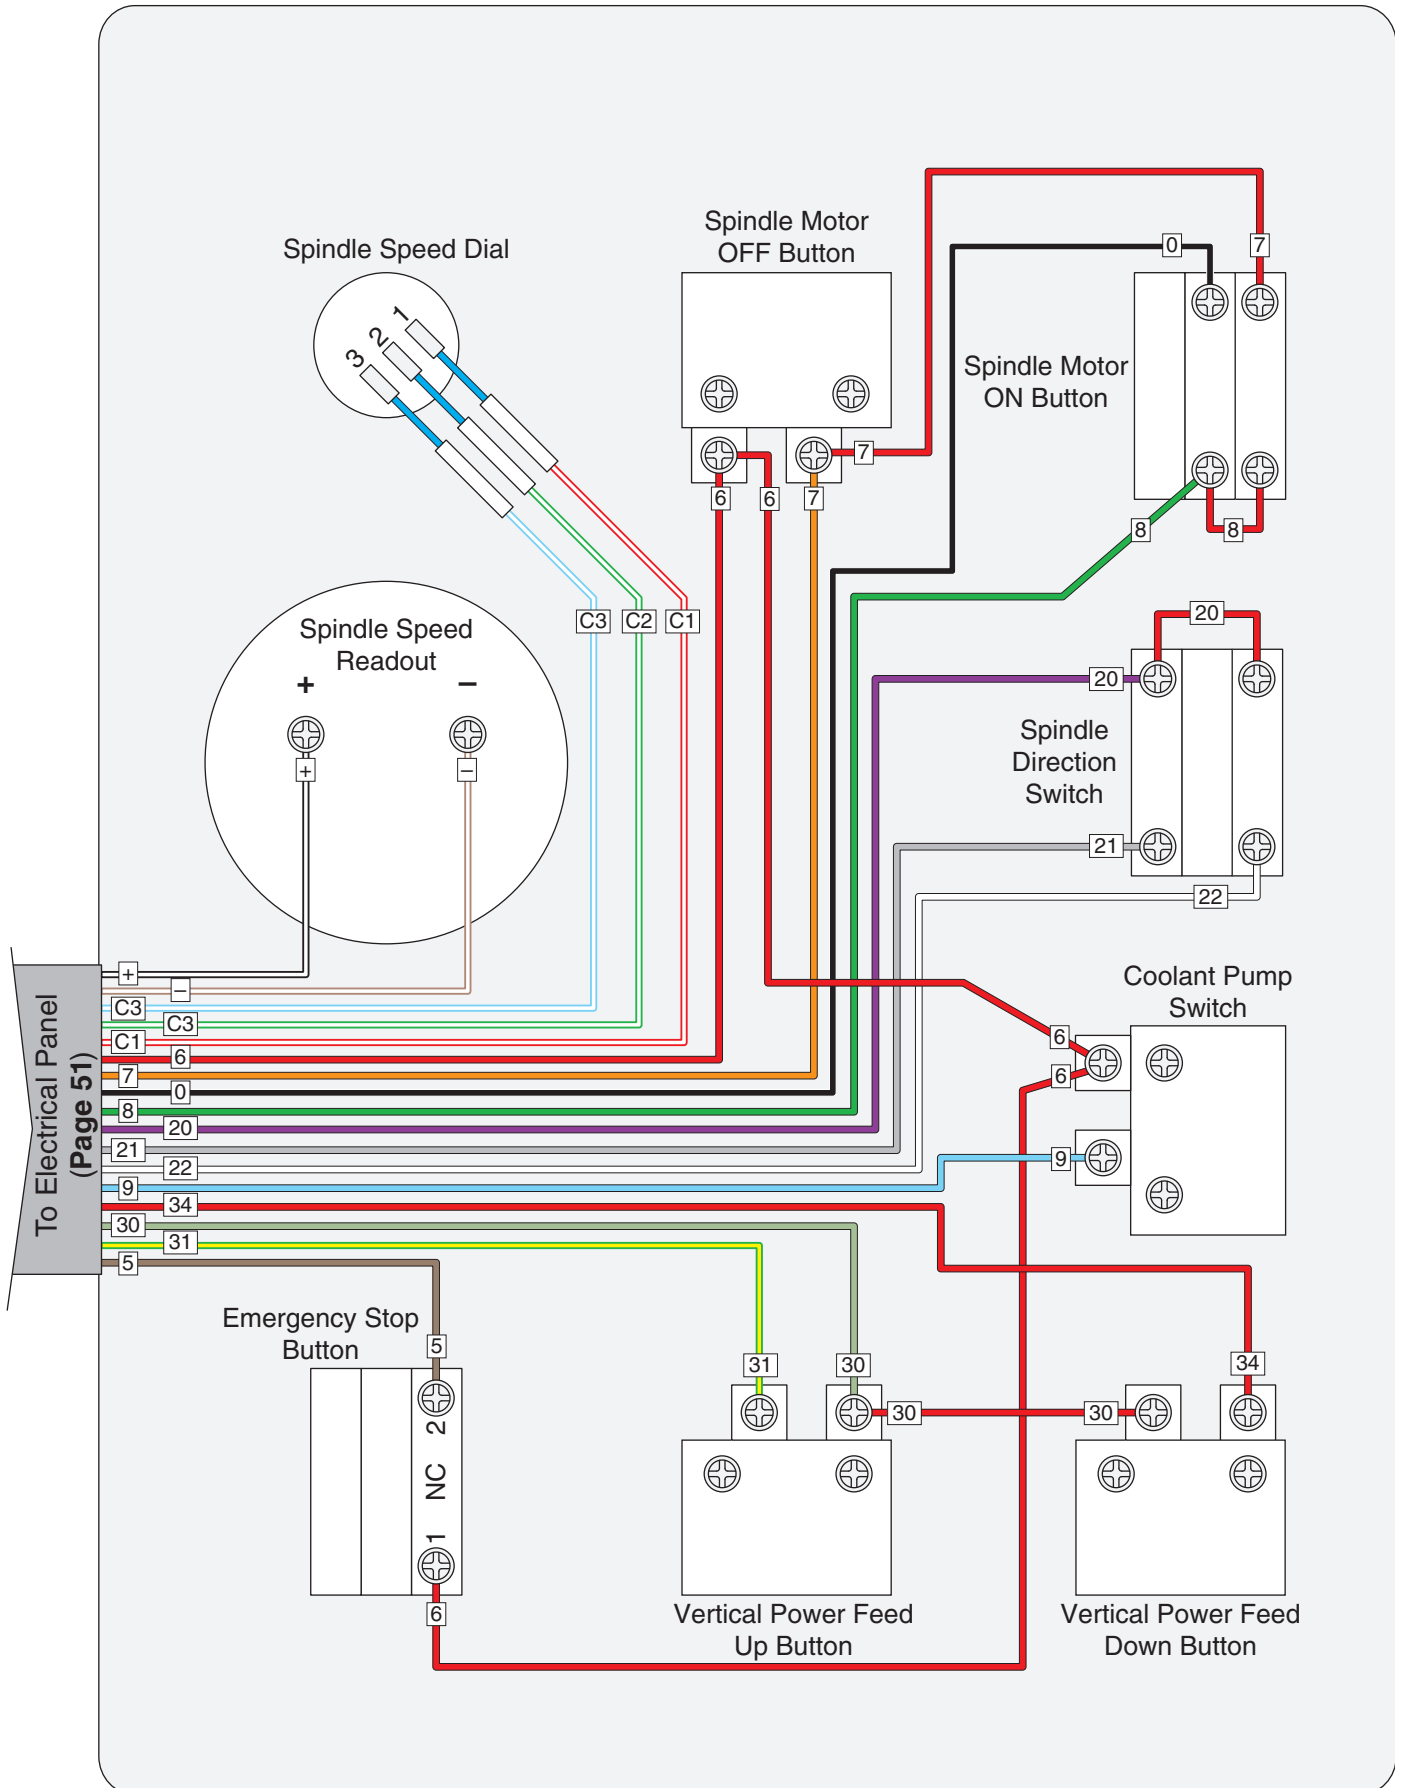 Spindle Motor
OFF Button
Spindle Speed Dial
0
7
1
2
3
Spindle Motor
ON Button
7
6
6
7
8
8
C3
C2
C1
20
Spindle Speed
Readout
+
−
20
Spindle
Direction
Switch
+
−
21
22
To Electrical Panel
(Page 51)
+
−
C3
C3
C1
6
7
0
8
20
21
22
9
34
30
31
5
Coolant Pump
Switch
6
6
9
Emergency Stop
Button
5
2
NC
1
6
31
30
34
30
30
Vertical Power Feed
Up Button
Vertical Power Feed
Down Button